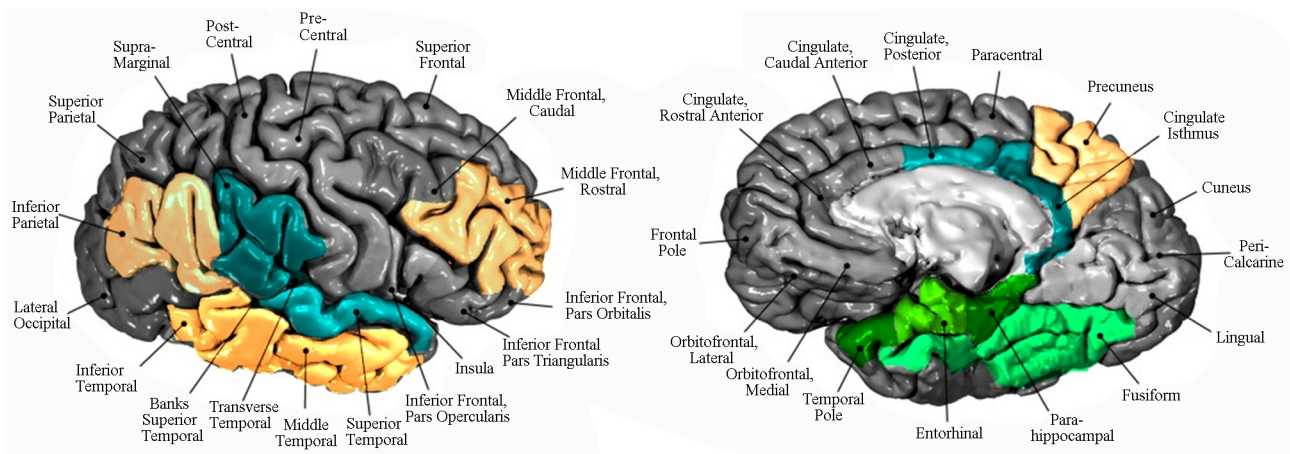 Pre-
Central
Post-
Central
Supra-
Marginal
Superior
Frontal
Superior
Parietal
Middle Frontal,
Caudal
Middle Frontal,
Rostral
Inferior
Parietal
Lateral
Occipital
Inferior Frontal,
Pars Orbitalis
Inferior Frontal
Pars Triangularis
Insula
Inferior
Temporal
Banks
Superior
Temporal
Transverse
Temporal
Middle
Temporal
Superior
Temporal
Inferior Frontal,
Pars Opercularis
Cingulate,
Caudal Anterior
Cingulate,
Posterior
Paracentral
Cingulate,
Rostral Anterior
Precuneus
Cingulate
Isthmus
Cuneus
Frontal
Pole
Peri-
Calcarine
Orbitofrontal,
Lateral
Lingual
Orbitofrontal,
Medial
Temporal
Pole
Fusiform
Entorhinal
Para-
hippocampal